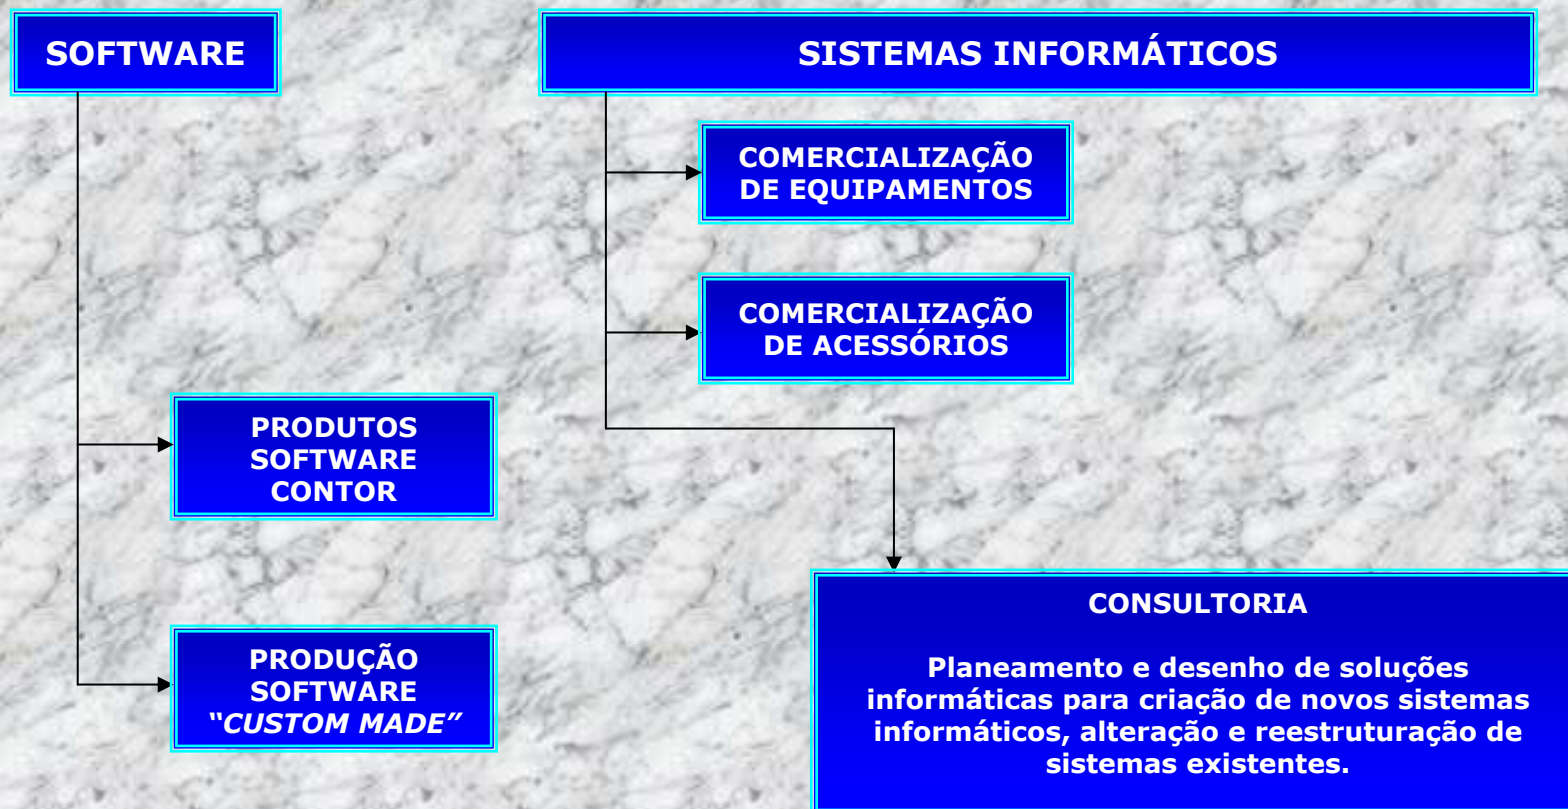 SOFTWARE
SISTEMAS INFORMÁTICOS
COMERCIALIZAÇÃO
DE EQUIPAMENTOS
COMERCIALIZAÇÃO
DE ACESSÓRIOS
PRODUTOS
SOFTWARE
CONTOR
PRODUÇÃO
SOFTWARE
“CUSTOM MADE”
CONSULTORIA
Planeamento e desenho de soluções
informáticas para criação de novos sistemas
informáticos, alteração e reestruturação de
sistemas existentes.